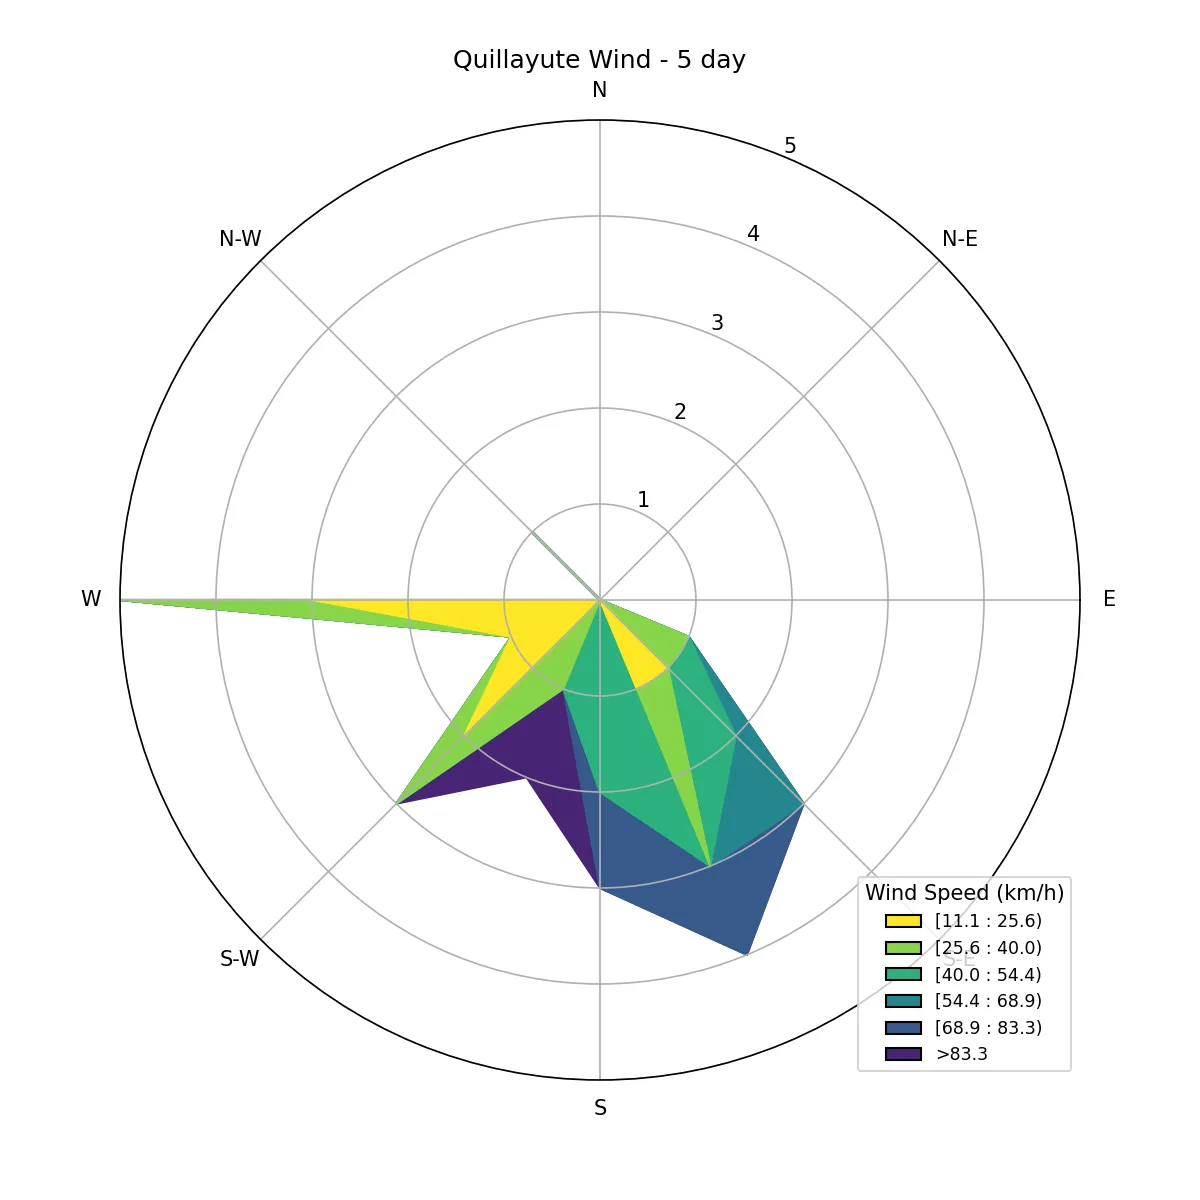 Quillayute Wind - 5 day
N
5
N-W
N-E
4
3
2
1
W
E
Wind Speed (km/h)
[11.1 : 25.6)
[25.6 : 40.0)
S-W
S-E
[40.0 : 54.4)
[54.4 : 68.9)
[68.9 : 83.3)
>83.3
S